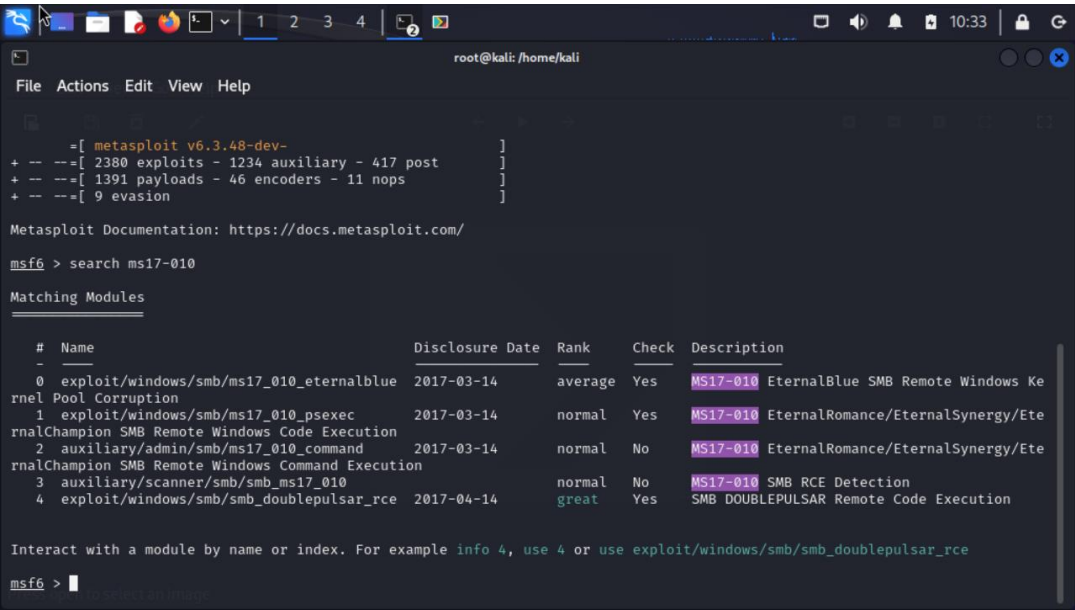 1 2 3 4 2 10:33
root@kali: /home/kali
File Actions Edit View Help
=[ metasploit v6.3.48-dev- ]
+ -- --=[ 2380 exploits - 1234 auxiliary - 417 post ]
+ -- --=[ 1391 payloads - 46 encoders - 11 nops ]
+ -- --=[ 9 evasion ]
Metasploit Documentation: https://docs.metasploit.com/
msf6 > search ms17-010
Matching Modules
# Name Disclosure Date Rank Check Description
- ---- --------------- ---- ----- -----------
0 exploit/windows/smb/ms17_010_eternalblue 2017-03-14 average Yes MS17-010 EternalBlue SMB Remote Windows Ke
rnel Pool Corruption
1 exploit/windows/smb/ms17_010_psexec 2017-03-14 normal Yes MS17-010 EternalRomance/EternalSynergy/Ete
rnalChampion SMB Remote Windows Code Execution
2 auxiliary/admin/smb/ms17_010_command 2017-03-14 normal No MS17-010 EternalRomance/EternalSynergy/Ete
rnalChampion SMB Remote Windows Command Execution
3 auxiliary/scanner/smb/smb_ms17_010 normal No MS17-010 SMB RCE Detection
4 exploit/windows/smb/smb_doublepulsar_rce 2017-04-14 great Yes SMB DOUBLEPULSAR Remote Code Execution
Interact with a module by name or index. For example info 4, use 4 or use exploit/windows/smb/smb_doublepulsar_rce
msf6 >